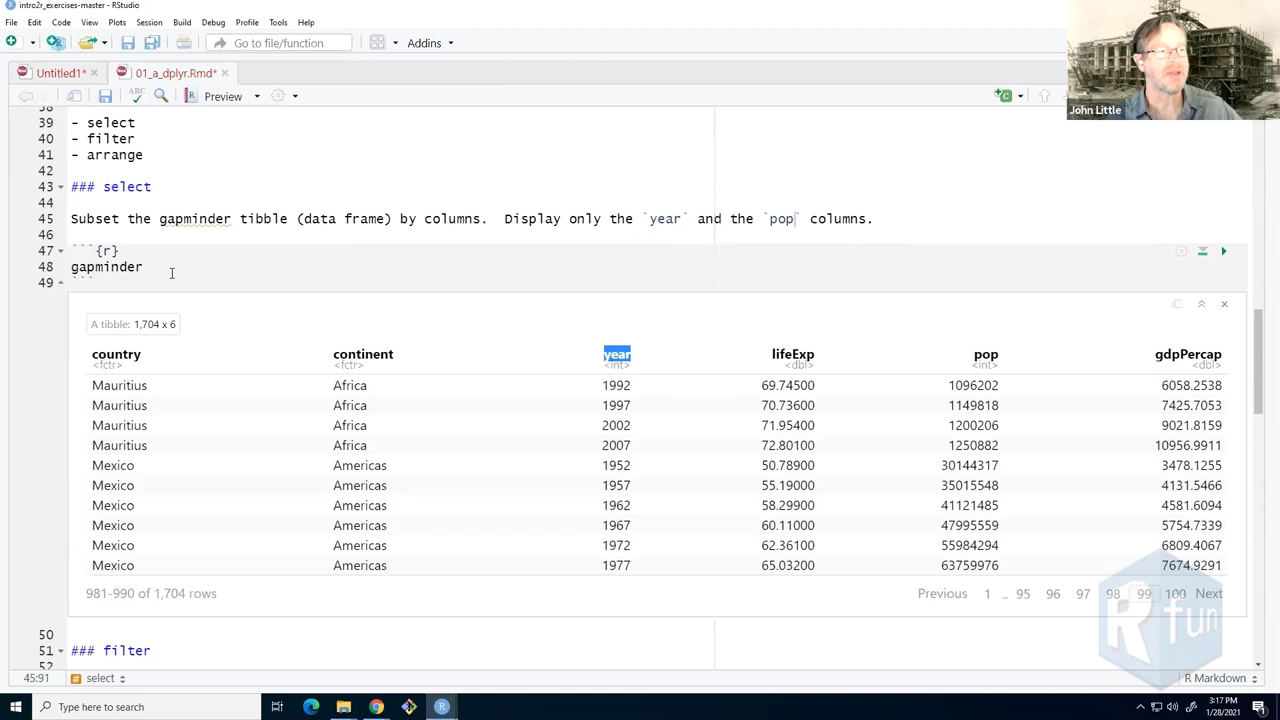 intro2r_exercises-master - RStudio
File Edit Code View Plots Session Build Debug Profile Tools Help
Go to file/function Addins
Untitled1* 01_a_dplyr.Rmd*
ABC Preview
John Little
38
39 - select
40 - filter
41 - arrange
42
43 ### select
44
45 Subset the gapminder tibble (data frame) by columns. Display only the `year` and the `pop` columns.
46
47 ```{r}
48 gapminder
49 ```
A tibble: 1,704 x 6
country continent year lifeExp pop gdpPercap
<fctr> <fctr> <int> <dbl> <int> <dbl>
Mauritius Africa 1992 69.74500 1096202 6058.2538
Mauritius Africa 1997 70.73600 1149818 7425.7053
Mauritius Africa 2002 71.95400 1200206 9021.8159
Mauritius Africa 2007 72.80100 1250882 10956.9911
Mexico Americas 1952 50.78900 30144317 3478.1255
Mexico Americas 1957 55.19000 35015548 4131.5466
Mexico Americas 1962 58.29900 41121485 4581.6094
Mexico Americas 1967 60.11000 47995559 5754.7339
Mexico Americas 1972 62.36100 55984294 6809.4067
Mexico Americas 1977 65.03200 63759976 7674.9291
981-990 of 1,704 rows Previous 1 ... 95 96 97 98 99 100 Next
R fun
50
51 ### filter
52
45:91 # select R Markdown
Type here to search
3:17 PM
1/28/2021